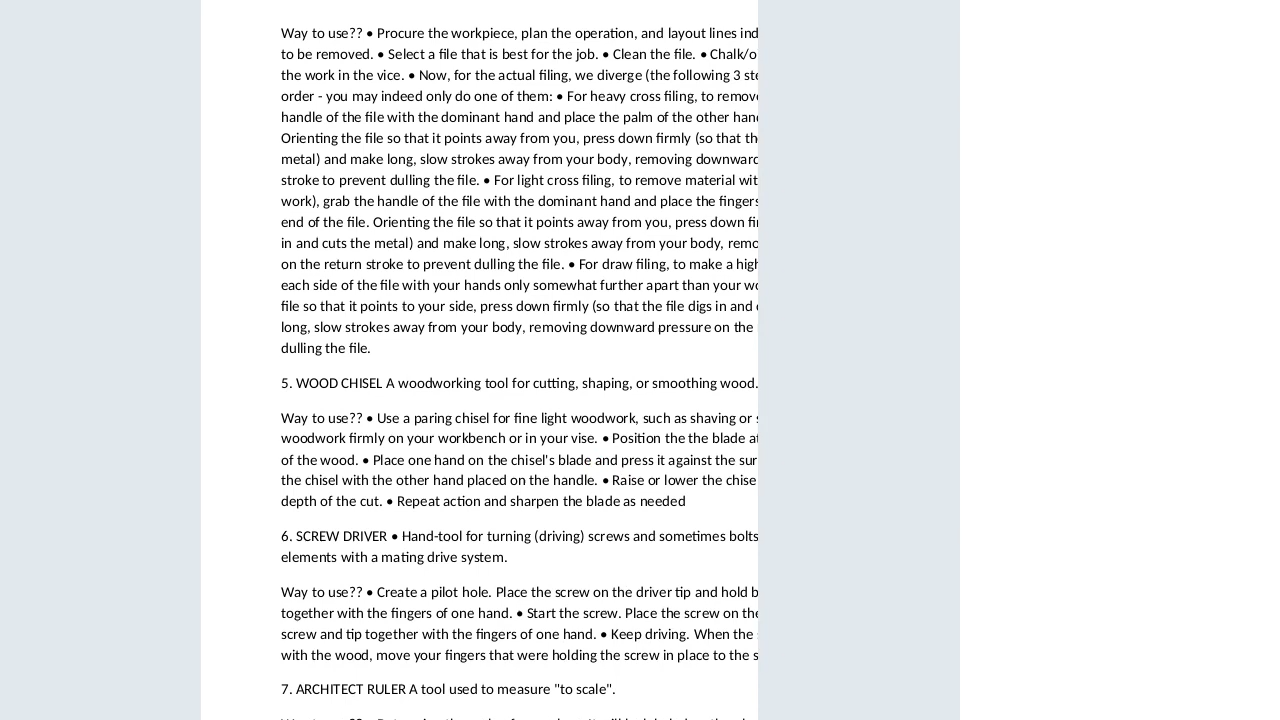 Way to use?? • Procure the workpiece, plan the operation, and layout lines ind
to be removed. • Select a file that is best for the job. • Clean the file. • Chalk/o
the work in the vice. • Now, for the actual filing, we diverge (the following 3 ste
order - you may indeed only do one of them: • For heavy cross filing, to remove
handle of the file with the dominant hand and place the palm of the other hand
Orienting the file so that it points away from you, press down firmly (so that the
metal) and make long, slow strokes away from your body, removing downward
stroke to prevent dulling the file. • For light cross filing, to remove material wit
work), grab the handle of the file with the dominant hand and place the fingers
end of the file. Orienting the file so that it points away from you, press down fir
in and cuts the metal) and make long, slow strokes away from your body, remo
on the return stroke to prevent dulling the file. • For draw filing, to make a high
each side of the file with your hands only somewhat further apart than your wo
file so that it points to your side, press down firmly (so that the file digs in and
long, slow strokes away from your body, removing downward pressure on the
dulling the file.
5. WOOD CHISEL A woodworking tool for cutting, shaping, or smoothing wood.
Way to use?? • Use a paring chisel for fine light woodwork, such as shaving or
woodwork firmly on your workbench or in your vise. • Position the the blade at
of the wood. • Place one hand on the chisel's blade and press it against the sur
the chisel with the other hand placed on the handle. • Raise or lower the chise
depth of the cut. • Repeat action and sharpen the blade as needed
6. SCREW DRIVER • Hand-tool for turning (driving) screws and sometimes bolts
elements with a mating drive system.
Way to use?? • Create a pilot hole. Place the screw on the driver tip and hold b
together with the fingers of one hand. • Start the screw. Place the screw on the
screw and tip together with the fingers of one hand. • Keep driving. When the
with the wood, move your fingers that were holding the screw in place to the s
7. ARCHITECT RULER A tool used to measure "to scale".